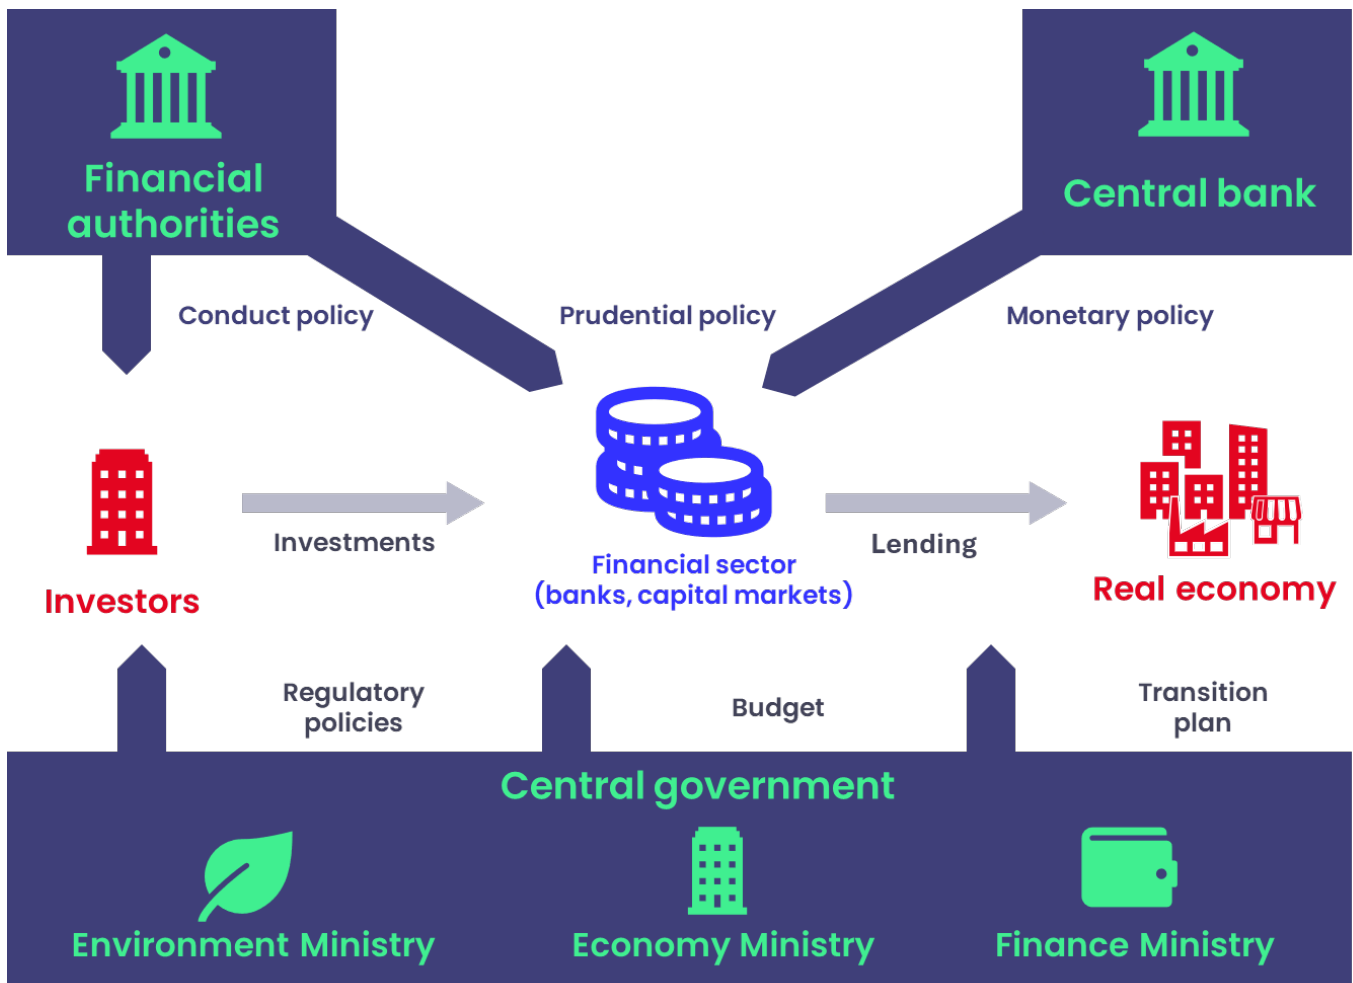 Financial
authorities
Central bank
Conduct policy
Prudential policy
Monetary policy
Investments
Lending
Financial sector
(banks, capital markets)
Investors
Real economy
Regulatory
policies
Budget
Transition
plan
Central government
Environment Ministry
Economy Ministry
Finance Ministry